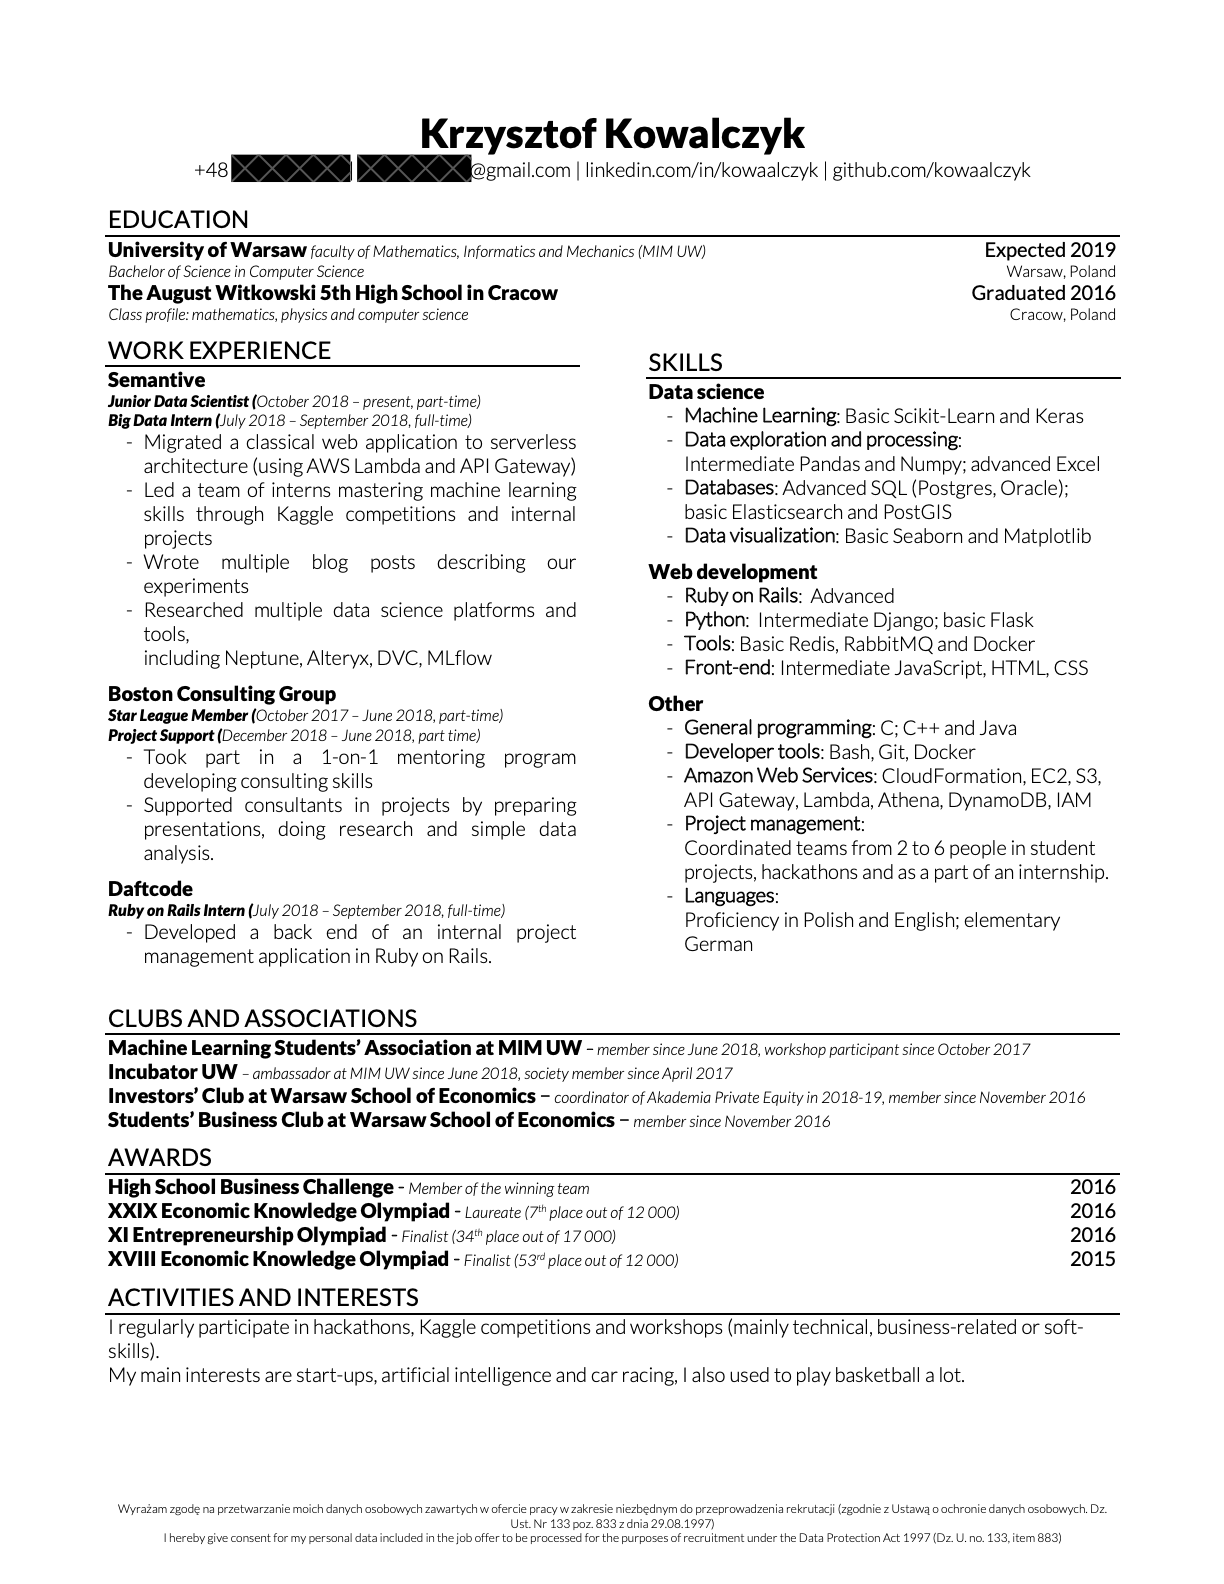 Krzysztof Kowalczyk
+48 | @gmail.com | linkedin.com/in/kowaalczyk | github.com/kowaalczyk
EDUCATION
University of Warsaw faculty of Mathematics, Informatics and Mechanics (MIM UW) Expected 2019
Bachelor of Science in Computer Science Warsaw, Poland
The August Witkowski 5th High School in Cracow Graduated 2016
Class profile: mathematics, physics and computer science Cracow, Poland
WORK EXPERIENCE
Semantive
Junior Data Scientist (October 2018 – present, part-time)
Big Data Intern (July 2018 – September 2018, full-time)
- Migrated a classical web application to serverless
architecture (using AWS Lambda and API Gateway)
- Led a team of interns mastering machine learning
skills through Kaggle competitions and internal
projects
- Wrote multiple blog posts describing our
experiments
- Researched multiple data science platforms and
tools,
including Neptune, Alteryx, DVC, MLflow
Boston Consulting Group
Star League Member (October 2017 – June 2018, part-time)
Project Support (December 2018 – June 2018, part time)
- Took part in a 1-on-1 mentoring program
developing consulting skills
- Supported consultants in projects by preparing
presentations, doing research and simple data
analysis.
Daftcode
Ruby on Rails Intern (July 2018 – September 2018, full-time)
- Developed a back end of an internal project
management application in Ruby on Rails.
SKILLS
Data science
- Machine Learning: Basic Scikit-Learn and Keras
- Data exploration and processing:
Intermediate Pandas and Numpy; advanced Excel
- Databases: Advanced SQL (Postgres, Oracle);
basic Elasticsearch and PostGIS
- Data visualization: Basic Seaborn and Matplotlib
Web development
- Ruby on Rails: Advanced
- Python: Intermediate Django; basic Flask
- Tools: Basic Redis, RabbitMQ and Docker
- Front-end: Intermediate JavaScript, HTML, CSS
Other
- General programming: C; C++ and Java
- Developer tools: Bash, Git, Docker
- Amazon Web Services: CloudFormation, EC2, S3,
API Gateway, Lambda, Athena, DynamoDB, IAM
- Project management:
Coordinated teams from 2 to 6 people in student
projects, hackathons and as a part of an internship.
- Languages:
Proficiency in Polish and English; elementary
German
CLUBS AND ASSOCIATIONS
Machine Learning Students’ Association at MIM UW – member since June 2018, workshop participant since October 2017
Incubator UW – ambassador at MIM UW since June 2018, society member since April 2017
Investors’ Club at Warsaw School of Economics – coordinator of Akademia Private Equity in 2018-19, member since November 2016
Students’ Business Club at Warsaw School of Economics – member since November 2016
AWARDS
High School Business Challenge - Member of the winning team 2016
XXIX Economic Knowledge Olympiad - Laureate (7th place out of 12 000) 2016
XI Entrepreneurship Olympiad - Finalist (34th place out of 17 000) 2016
XVIII Economic Knowledge Olympiad - Finalist (53rd place out of 12 000) 2015
ACTIVITIES AND INTERESTS
I regularly participate in hackathons, Kaggle competitions and workshops (mainly technical, business-related or soft-
skills).
My main interests are start-ups, artificial intelligence and car racing, I also used to play basketball a lot.
Wyrażam zgodę na przetwarzanie moich danych osobowych zawartych w ofercie pracy w zakresie niezbędnym do przeprowadzenia rekrutacji (zgodnie z Ustawą o ochronie danych osobowych. Dz.
Ust. Nr 133 poz. 833 z dnia 29.08.1997)
I hereby give consent for my personal data included in the job offer to be processed for the purposes of recruitment under the Data Protection Act 1997 (Dz. U. no. 133, item 883)